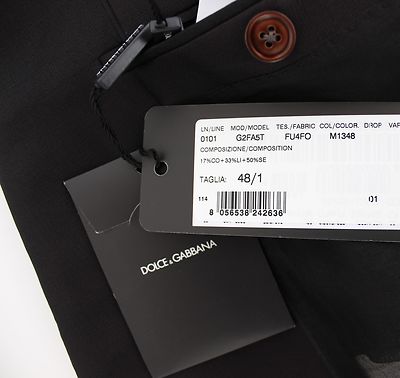 LN/LINE MOD/MODEL TES./FABRIC COL/COLOR. DROP VAR
0101 G2FA5T FU4FO M1348
COMPOSIZIONE/COMPOSITION
17%CO+33%LI+50%SE
TAGLIA: 48/1
114 01
8 056538 242636
DOLCE & GABBANA